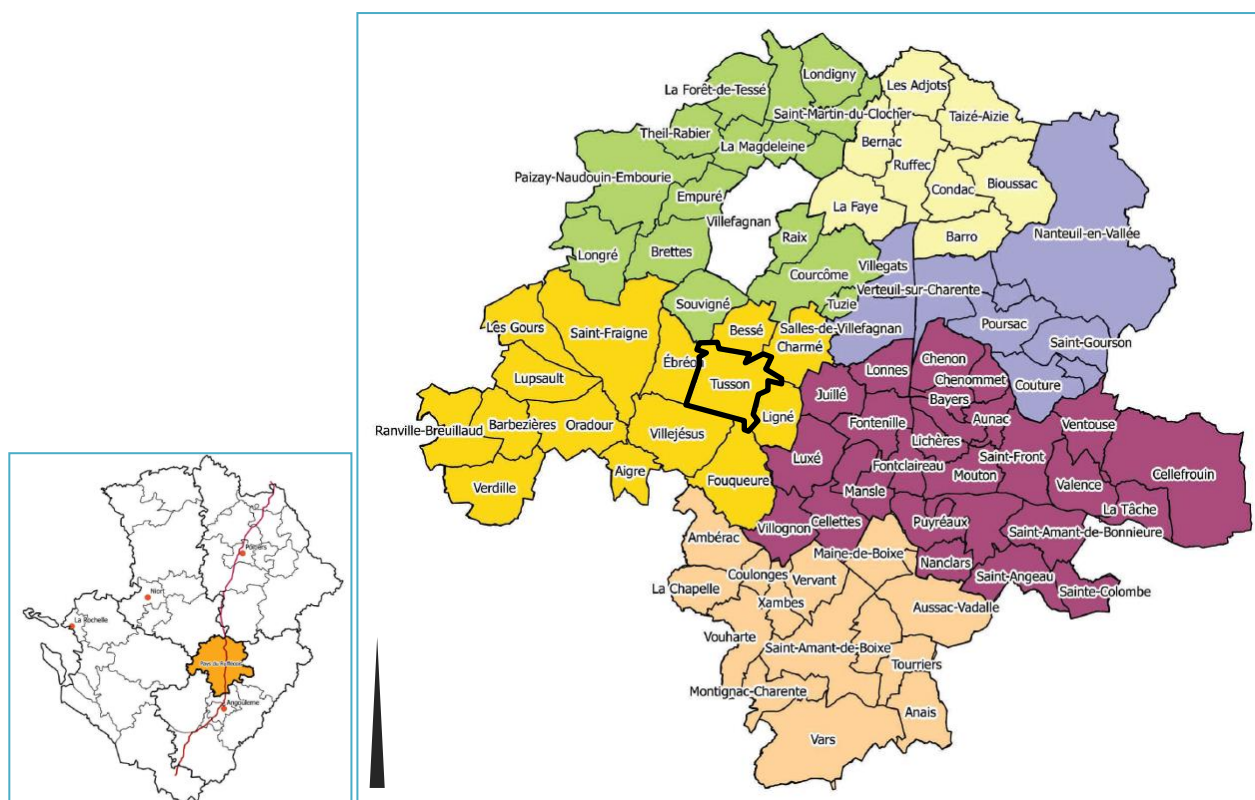 Londigny
La Forêt-de-Tessé
Les Adjots
Saint-Martin-du-Clocher
Taizé-Aizie
Theil-Rabier
La Magdeleine
Bernac
Ruffec
Paizay-Naudouin-Embourie
Condac
Bioussac
Empuré
La Faye
Villefagnan
Raix
Barro
Nanteuil-en-Vallée
Longré
Brettes
Courcôme
Villegats
Verteuil-sur-Charente
Souvigné
Tuzie
Les Gours
Saint-Fraigne
Bessé
Salles-de-Villefagnan
Poursac
Charmé
Saint-Gourson
Ébréon
Chenon
Lupsault
Tusson
Lonnes
Chenommet
Couture
Juillé
Bayers
Ligné
Aunac
Ranville-Breuillaud
Barbezières
Oradour
Villejésus
Fontenille
Ventouse
Lichères
Luxé
Saint-Front
Aigre
Fontclaireau
Mouton
Cellefrouin
Verdille
Fouqueure
Mansle
Valence
La Tâche
Villognon
Cellettes
Puyréaux
Saint-Amant-de-Bonnieure
Ambérac
Maine-de-Boixe
Nanclars
Coulonges
Vervant
Saint-Angeau
La Chapelle
Sainte-Colombe
Xambes
Aussac-Vadalle
Vouharte
Saint-Amant-de-Boixe
Tourriers
Montignac-Charente
Anais
Vars
Poitiers
Niort
La Rochelle
Pays du Ruffécois
Angoulême